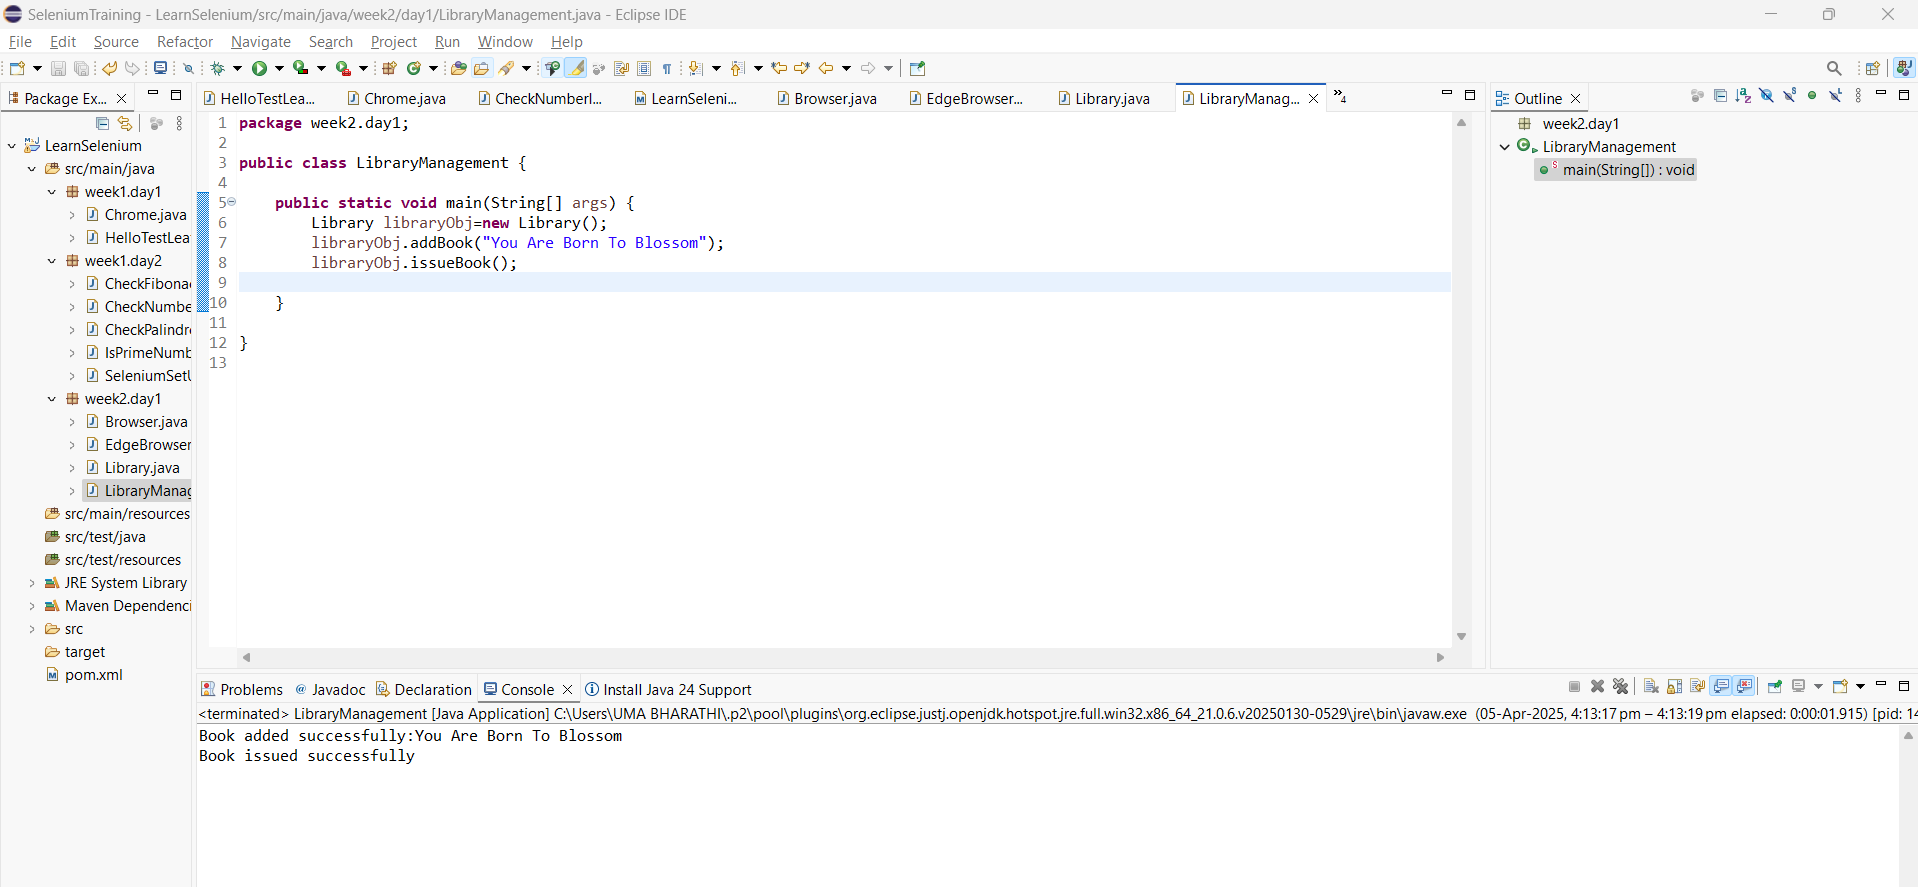 SeleniumTraining - LearnSelenium/src/main/java/week2/day1/LibraryManagement.java - Eclipse IDE
File Edit Source Refactor Navigate Search Project Run Window Help
Package Ex...
HelloTestLea... Chrome.java CheckNumberI... LearnSeleni... Browser.java EdgeBrowser... Library.java LibraryManag... »4
Outline
LearnSelenium
src/main/java
week1.day1
Chrome.java
HelloTestLea
week1.day2
CheckFibona
CheckNumbe
CheckPalindr
IsPrimeNumb
SeleniumSetU
week2.day1
Browser.java
EdgeBrowser
Library.java
LibraryManag
src/main/resources
src/test/java
src/test/resources
JRE System Library
Maven Dependenci
src
target
pom.xml
1 package week2.day1;
2
3 public class LibraryManagement {
4
5 public static void main(String[] args) {
6 Library libraryObj=new Library();
7 libraryObj.addBook("You Are Born To Blossom");
8 libraryObj.issueBook();
9
10 }
11
12 }
13
week2.day1
LibraryManagement
main(String[]) : void
Problems Javadoc Declaration Console Install Java 24 Support
<terminated> LibraryManagement [Java Application] C:\Users\UMA BHARATHI\.p2\pool\plugins\org.eclipse.justj.openjdk.hotspot.jre.full.win32.x86_64_21.0.6.v20250130-0529\jre\bin\javaw.exe (05-Apr-2025, 4:13:17 pm – 4:13:19 pm elapsed: 0:00:01.915) [pid: 14
Book added successfully:You Are Born To Blossom
Book issued successfully